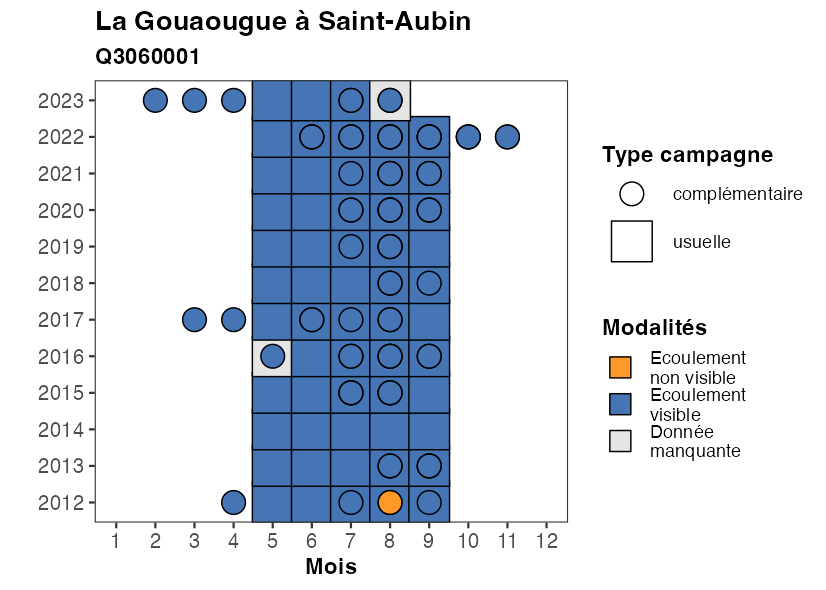 La Gouaougue à Saint-Aubin
Q3060001
2023
2022
2021
2020
2019
2018
2017
2016
2015
2014
2013
2012
1 2 3 4 5 6 7 8 9 10 11 12
Mois
Type campagne
complémentaire
usuelle
Modalités
Ecoulement
non visible
Ecoulement
visible
Donnée
manquante